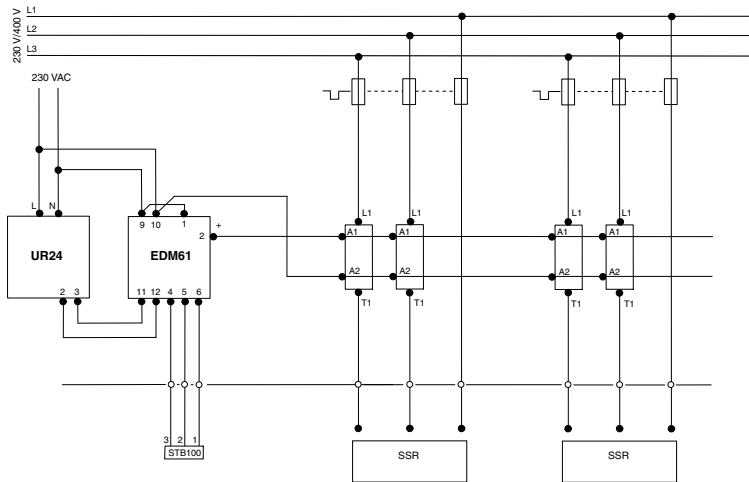 230 V/400 V
L1
L2
L3
230 VAC
L N
9 10 1
2 +
UR24
EDM61
2 3
11 12 4 5 6
3 2 1
STB100
L1 L1 L1 L1
A1 A1 A1 A1
A2 A2 A2 A2
T1 T1 T1 T1
SSR SSR